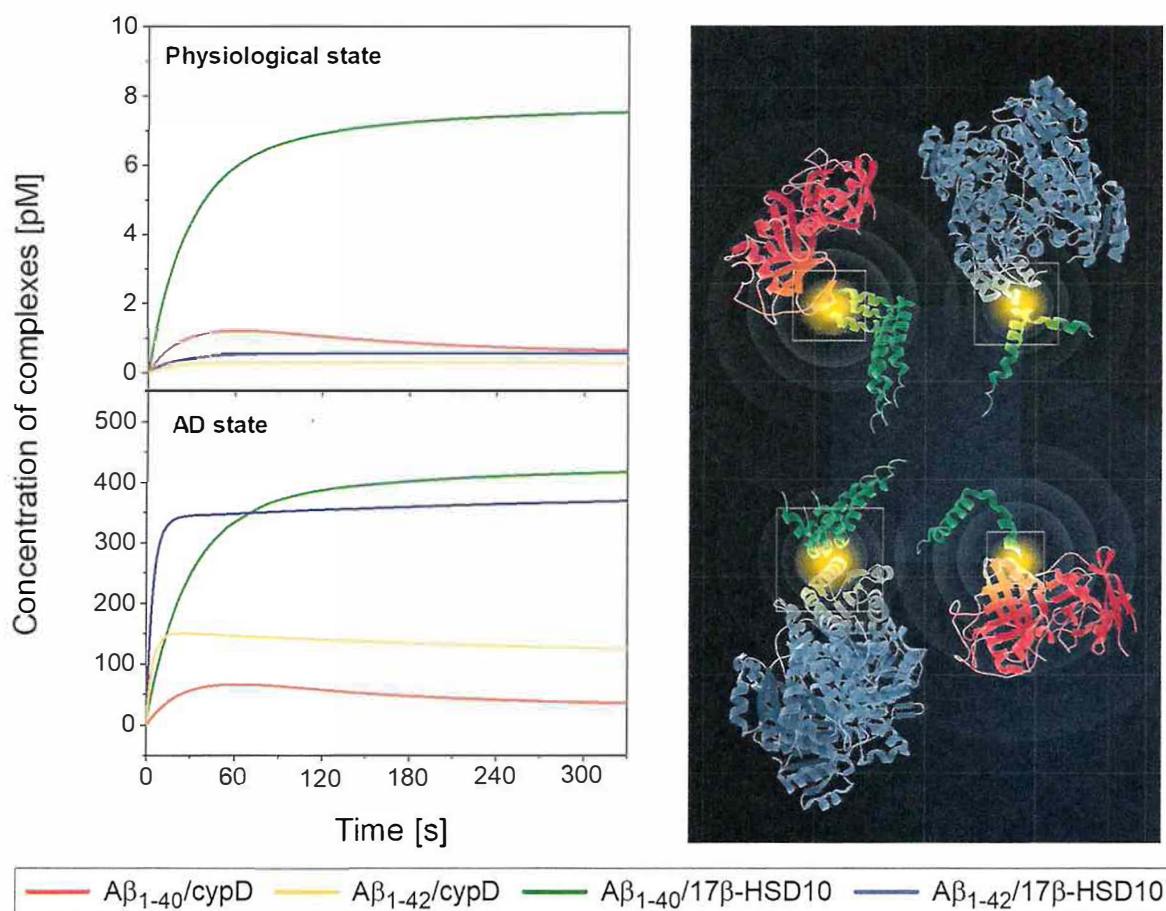 Concentration of complexes [pM]
Physiological state
10
8
6
4
2
0
AD state
500
400
300
200
100
0
0 60 120 180 240 300
Time [s]
Aβ1-40/cypD Aβ1-42/cypD Aβ1-40/17β-HSD10 Aβ1-42/17β-HSD10